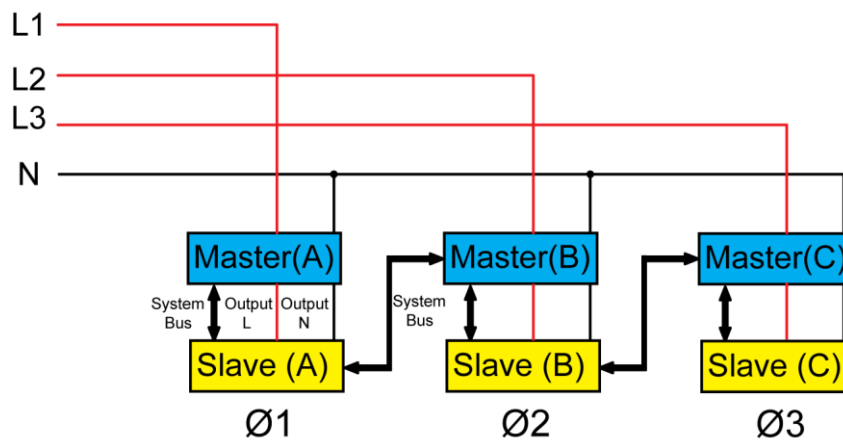 L1
L2
L3
N
Master(A)
Master(B)
Master(C)
System
Bus
Output
L
Output
N
System
Bus
Slave (A)
Slave (B)
Slave (C)
Ø1
Ø2
Ø3